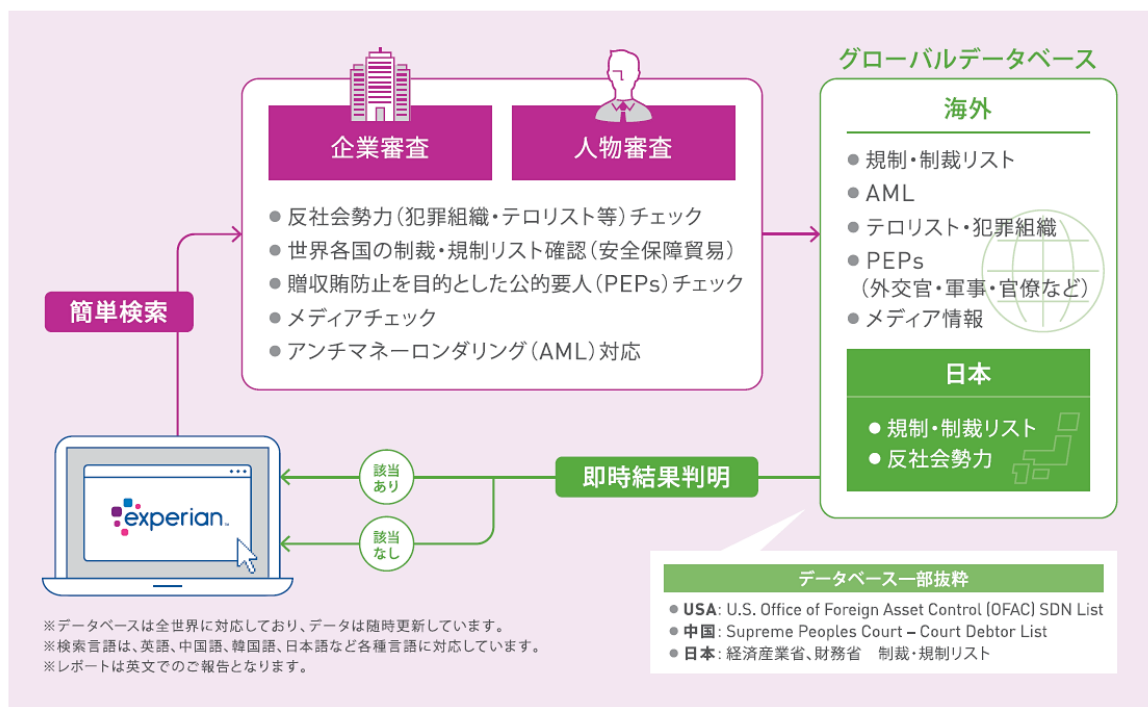 グローバルデータベース
企業審査
人物審査
● 反社会勢力（犯罪組織・テロリスト等）チェック
● 世界各国の制裁・規制リスト確認（安全保障貿易）
● 贈収賄防止を目的とした公的要人（PEPs）チェック
● メディアチェック
● アンチマネーロンダリング（AML）対応
海外
● 規制・制裁リスト
● AML
● テロリスト・犯罪組織
● PEPs
（外交官・軍事・官僚など）
● メディア情報
日本
● 規制・制裁リスト
● 反社会勢力
簡単検索
即時結果判明
該当
あり
該当
なし
experian™
データベース一部抜粋
● USA: U.S. Office of Foreign Asset Control (OFAC) SDN List
● 中国: Supreme Peoples Court – Court Debtor List
● 日本: 経済産業省、財務省　制裁・規制リスト
※データベースは全世界に対応しており、データは随時更新しています。
※検索言語は、英語、中国語、韓国語、日本語など各種言語に対応しています。
※レポートは英文でのご報告となります。